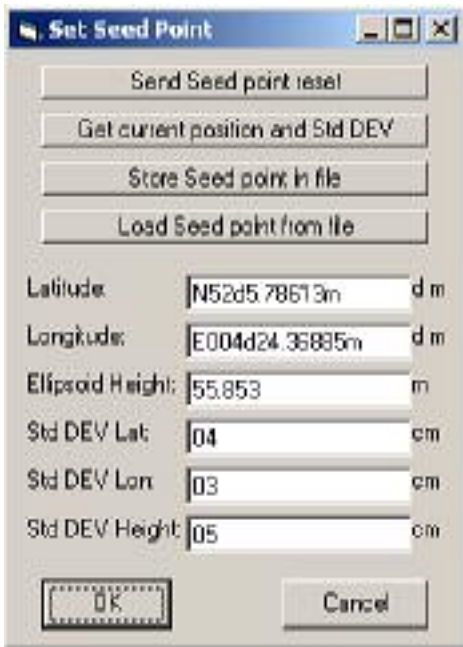 Set Seed Point
Send Seed point reset
Get current position and Std DEV
Store Seed point in file
Load Seed point from file
Latitude: N52d5.78613m d m
Longitude: E004d24.36885m d m
Ellipsoid Height: 55.853 m
Std DEV Lat: 04 cm
Std DEV Lon: 03 cm
Std DEV Height: 05 cm
OK Cancel